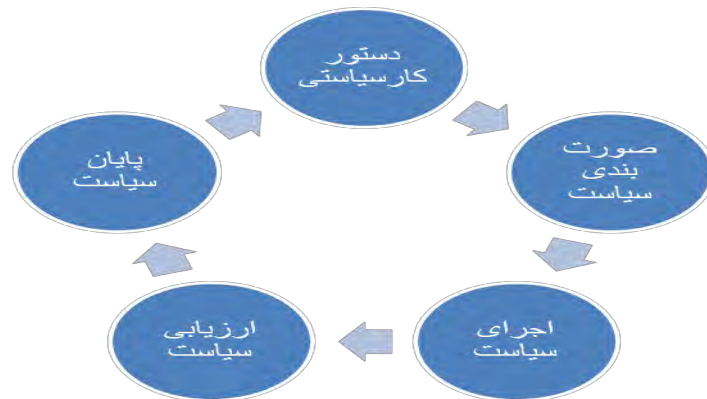 دستور
کارسیاستی
صورت
بندی
سیاست
اجرای
سیاست
ارزیابی
سیاست
پایان
سیاست